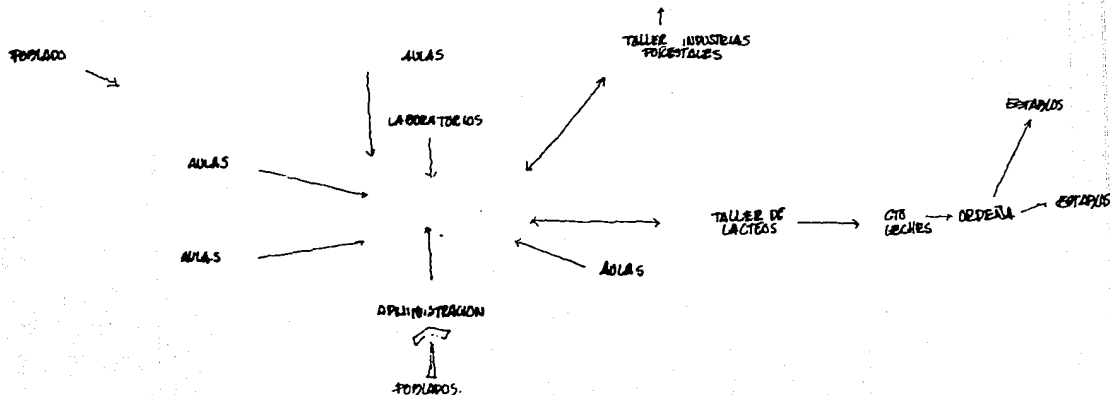 POBLADO
AULAS
TALLER INDUSTRIAS
FORESTALES
LABORATORIOS
ESTABLOS
AULAS
TALLER DE
LACTEOS
CTO
LECHES
ORDEÑA
ESTABLOS
AULAS
AULAS
ADMINISTRACION
POBLADOS.